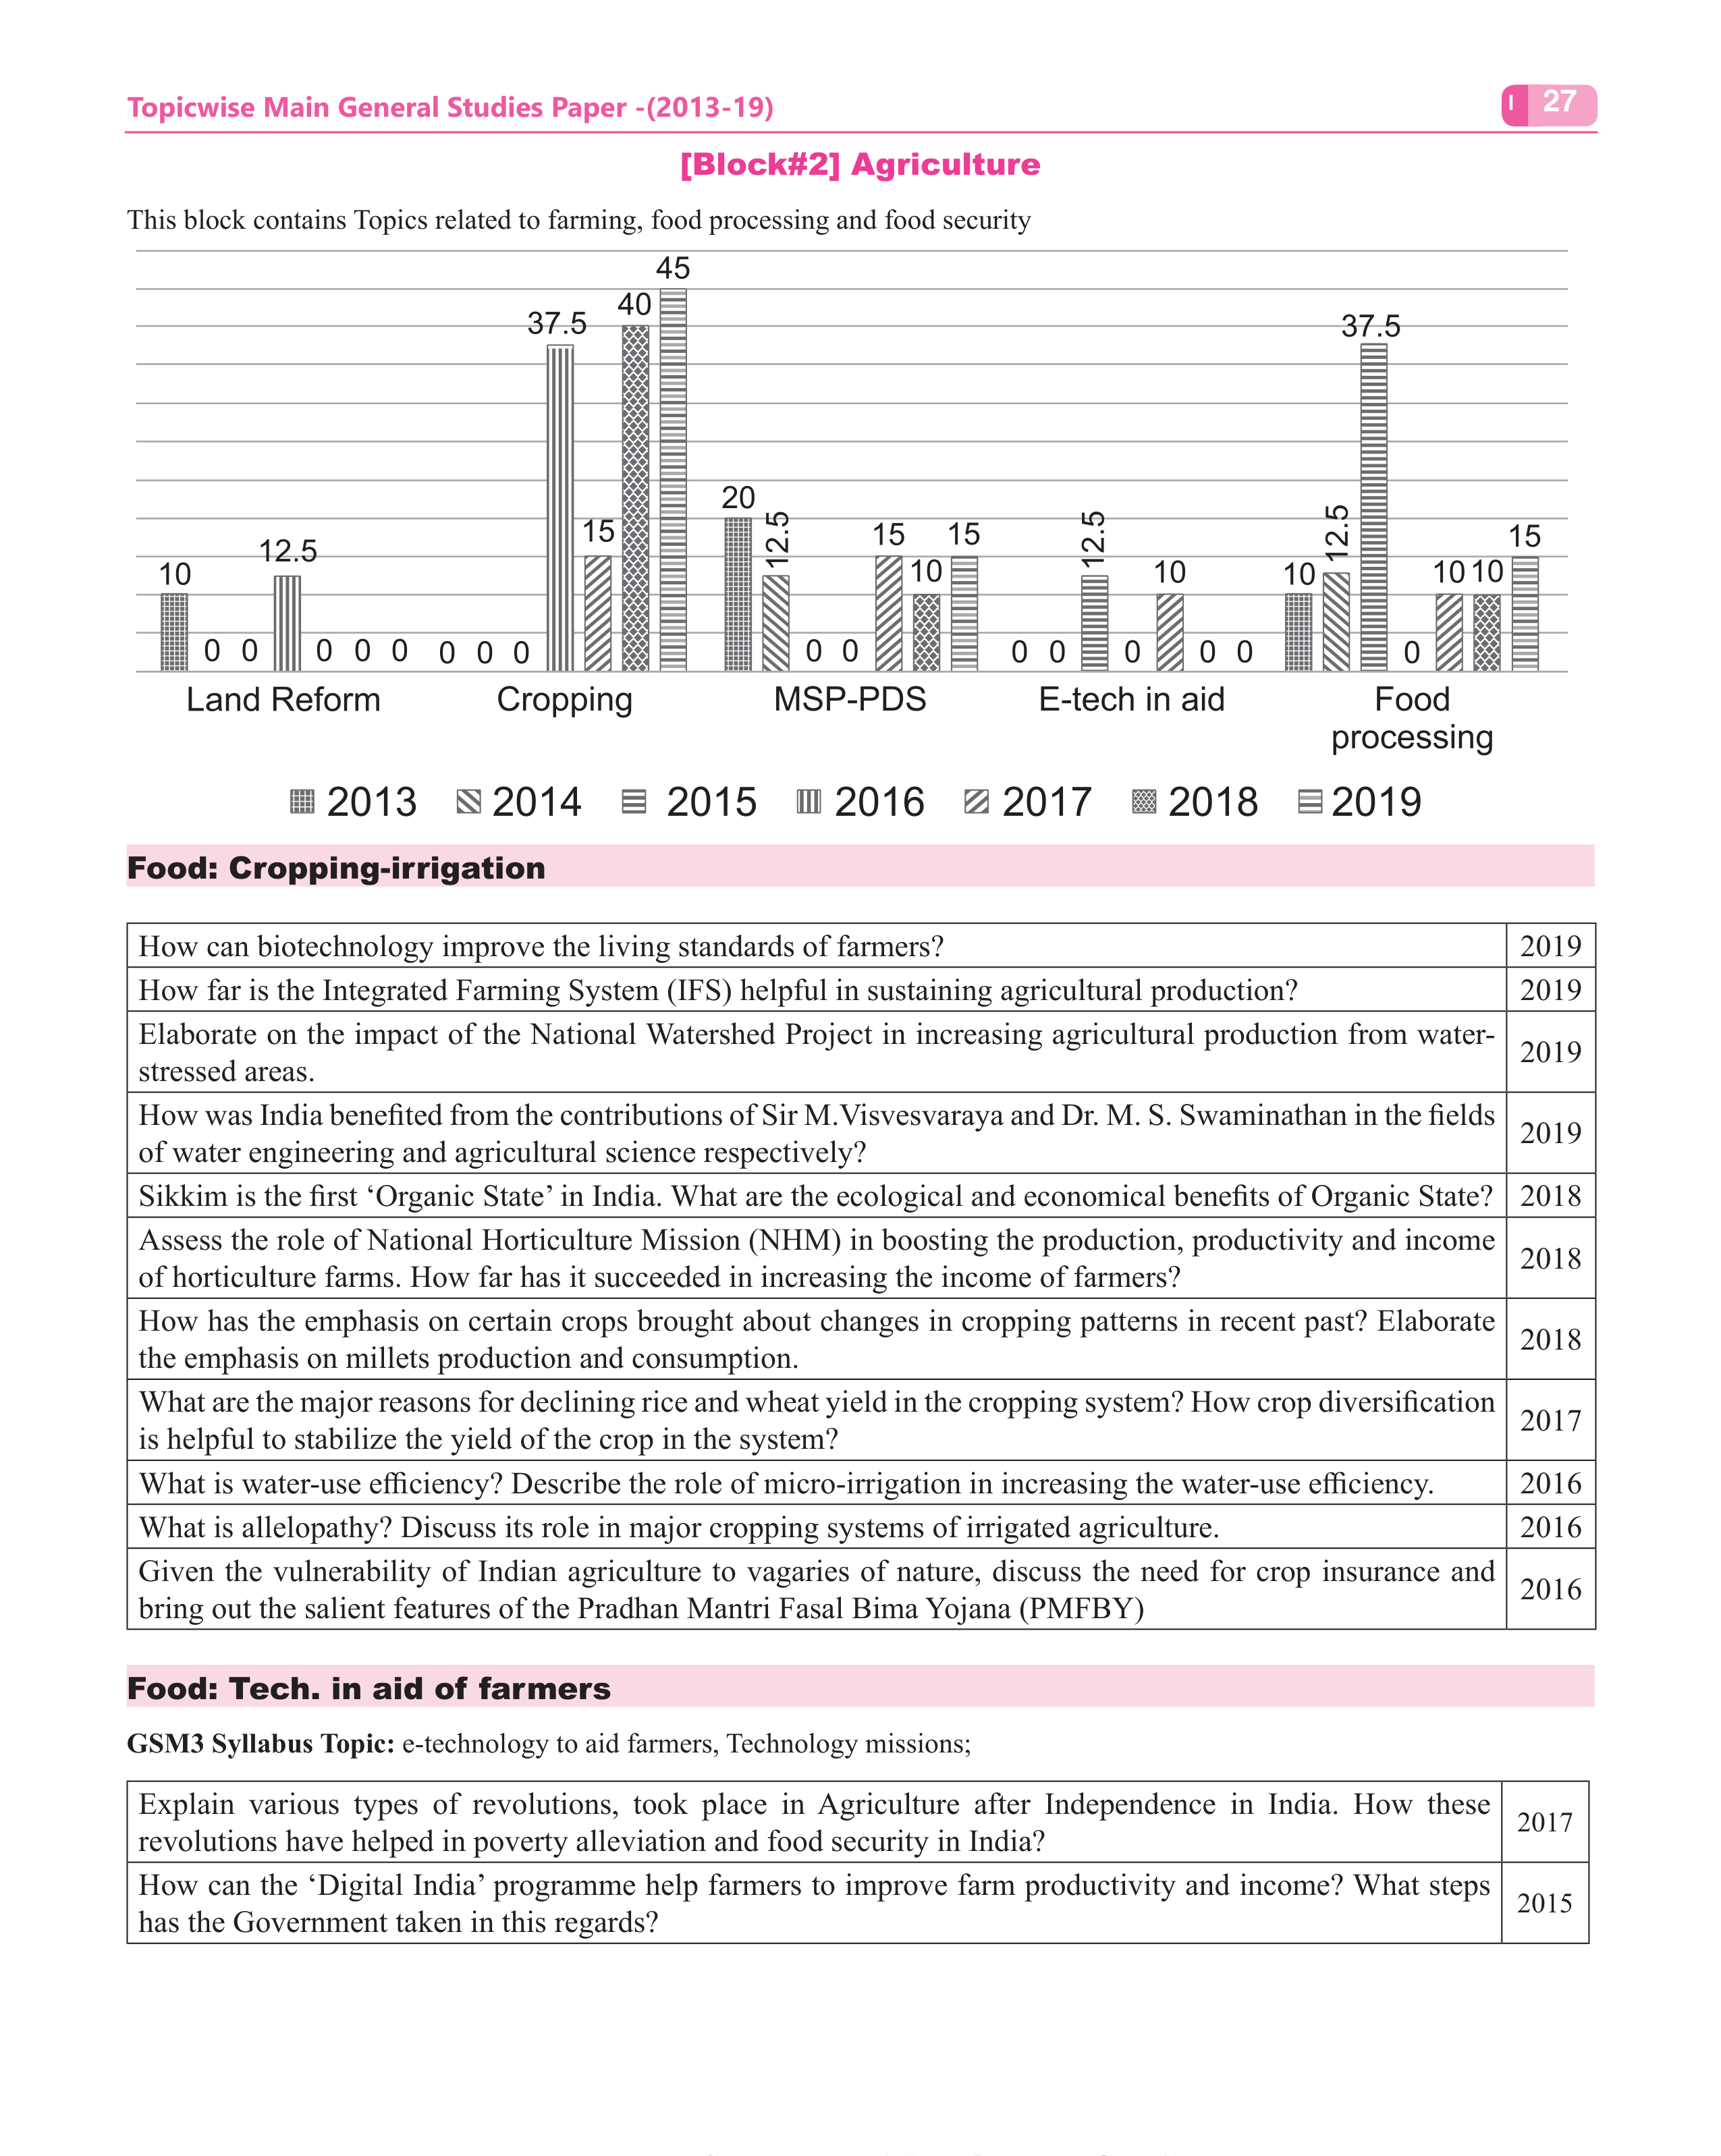 Topicwise Main General Studies Paper -(2013-19)
I 27
[Block#2] Agriculture
This block contains Topics related to farming, food processing and food security
10 0 0 12.5 0 0 0
0 0 0 37.5 15 40 45
20 12.5 0 0 15 10 15
0 0 12.5 0 10 0 0
10 12.5 37.5 0 10 10 15
Land Reform Cropping MSP-PDS E-tech in aid Food
processing
2013 2014 2015 2016 2017 2018 2019
Food: Cropping-irrigation
How can biotechnology improve the living standards of farmers? 2019
How far is the Integrated Farming System (IFS) helpful in sustaining agricultural production? 2019
Elaborate on the impact of the National Watershed Project in increasing agricultural production from water-
stressed areas. 2019
How was India benefited from the contributions of Sir M.Visvesvaraya and Dr. M. S. Swaminathan in the fields
of water engineering and agricultural science respectively? 2019
Sikkim is the first ‘Organic State’ in India. What are the ecological and economical benefits of Organic State? 2018
Assess the role of National Horticulture Mission (NHM) in boosting the production, productivity and income
of horticulture farms. How far has it succeeded in increasing the income of farmers? 2018
How has the emphasis on certain crops brought about changes in cropping patterns in recent past? Elaborate
the emphasis on millets production and consumption. 2018
What are the major reasons for declining rice and wheat yield in the cropping system? How crop diversification
is helpful to stabilize the yield of the crop in the system? 2017
What is water-use efficiency? Describe the role of micro-irrigation in increasing the water-use efficiency. 2016
What is allelopathy? Discuss its role in major cropping systems of irrigated agriculture. 2016
Given the vulnerability of Indian agriculture to vagaries of nature, discuss the need for crop insurance and
bring out the salient features of the Pradhan Mantri Fasal Bima Yojana (PMFBY) 2016
Food: Tech. in aid of farmers
GSM3 Syllabus Topic: e-technology to aid farmers, Technology missions;
Explain various types of revolutions, took place in Agriculture after Independence in India. How these
revolutions have helped in poverty alleviation and food security in India? 2017
How can the ‘Digital India’ programme help farmers to improve farm productivity and income? What steps
has the Government taken in this regards? 2015